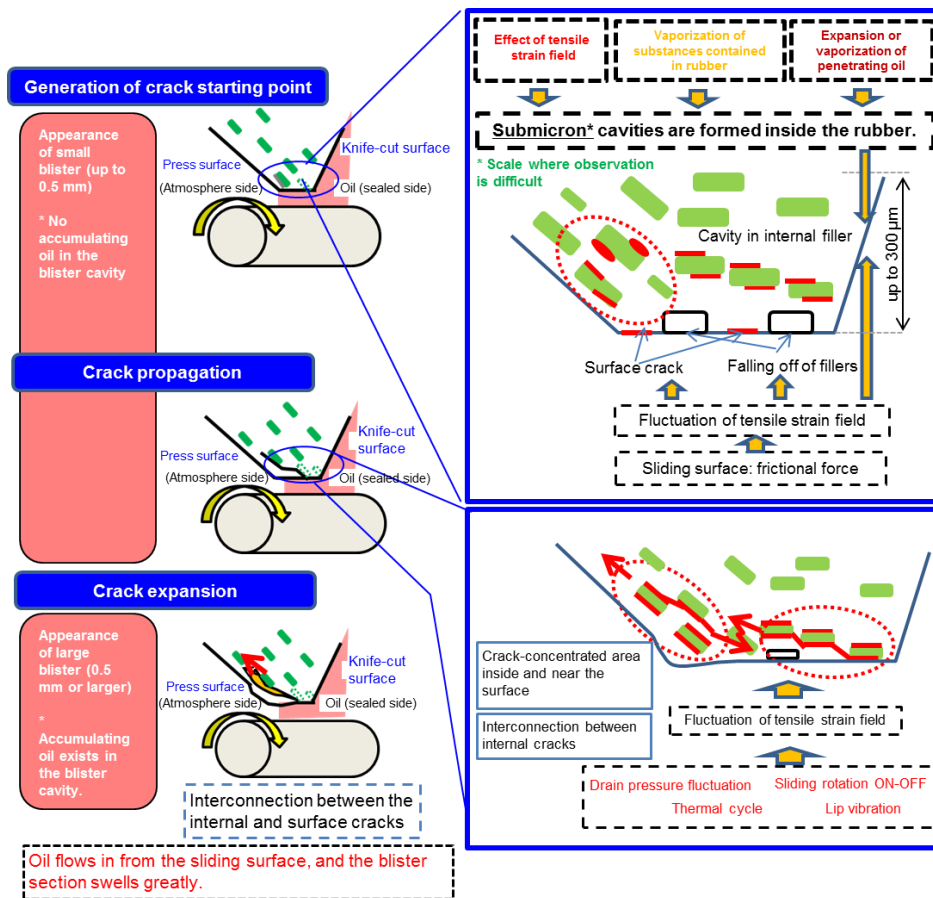 Generation of crack starting point
Appearance
of small
blister (up to
0.5 mm)
* No
accumulating
oil in the
blister cavity
Press surface
(Atmosphere side)
Knife-cut surface
Oil (sealed side)
Crack propagation
Press surface
(Atmosphere side)
Knife-cut
surface
Oil (sealed side)
Crack expansion
Appearance
of large
blister (0.5
mm or larger)
*
Accumulating
oil exists in
the blister
cavity.
Press surface
(Atmosphere side)
Knife-cut
surface
Oil (sealed side)
Interconnection between the
internal and surface cracks
Oil flows in from the sliding surface, and the blister
section swells greatly.
Effect of tensile
strain field
Vaporization of
substances contained
in rubber
Expansion or
vaporization of
penetrating oil
Submicron* cavities are formed inside the rubber.
* Scale where observation
is difficult
Cavity in internal filler
up to 300 μm
Surface crack
Falling off of fillers
Fluctuation of tensile strain field
Sliding surface: frictional force
Crack-concentrated area
inside and near the
surface
Interconnection between
internal cracks
Fluctuation of tensile strain field
Drain pressure fluctuation
Sliding rotation ON-OFF
Thermal cycle
Lip vibration